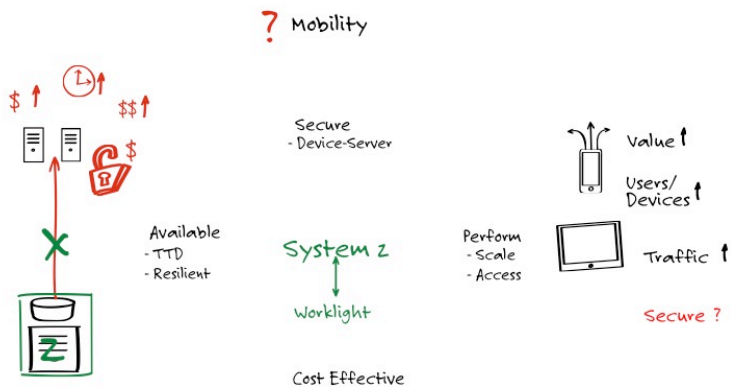 ? Mobility
$
$$
$
Secure
- Device-Server
Value
Users/
Devices
Available
- TTD
- Resilient
System z
Worklight
Perform
- Scale
- Access
Traffic
Z
Secure ?
Cost Effective